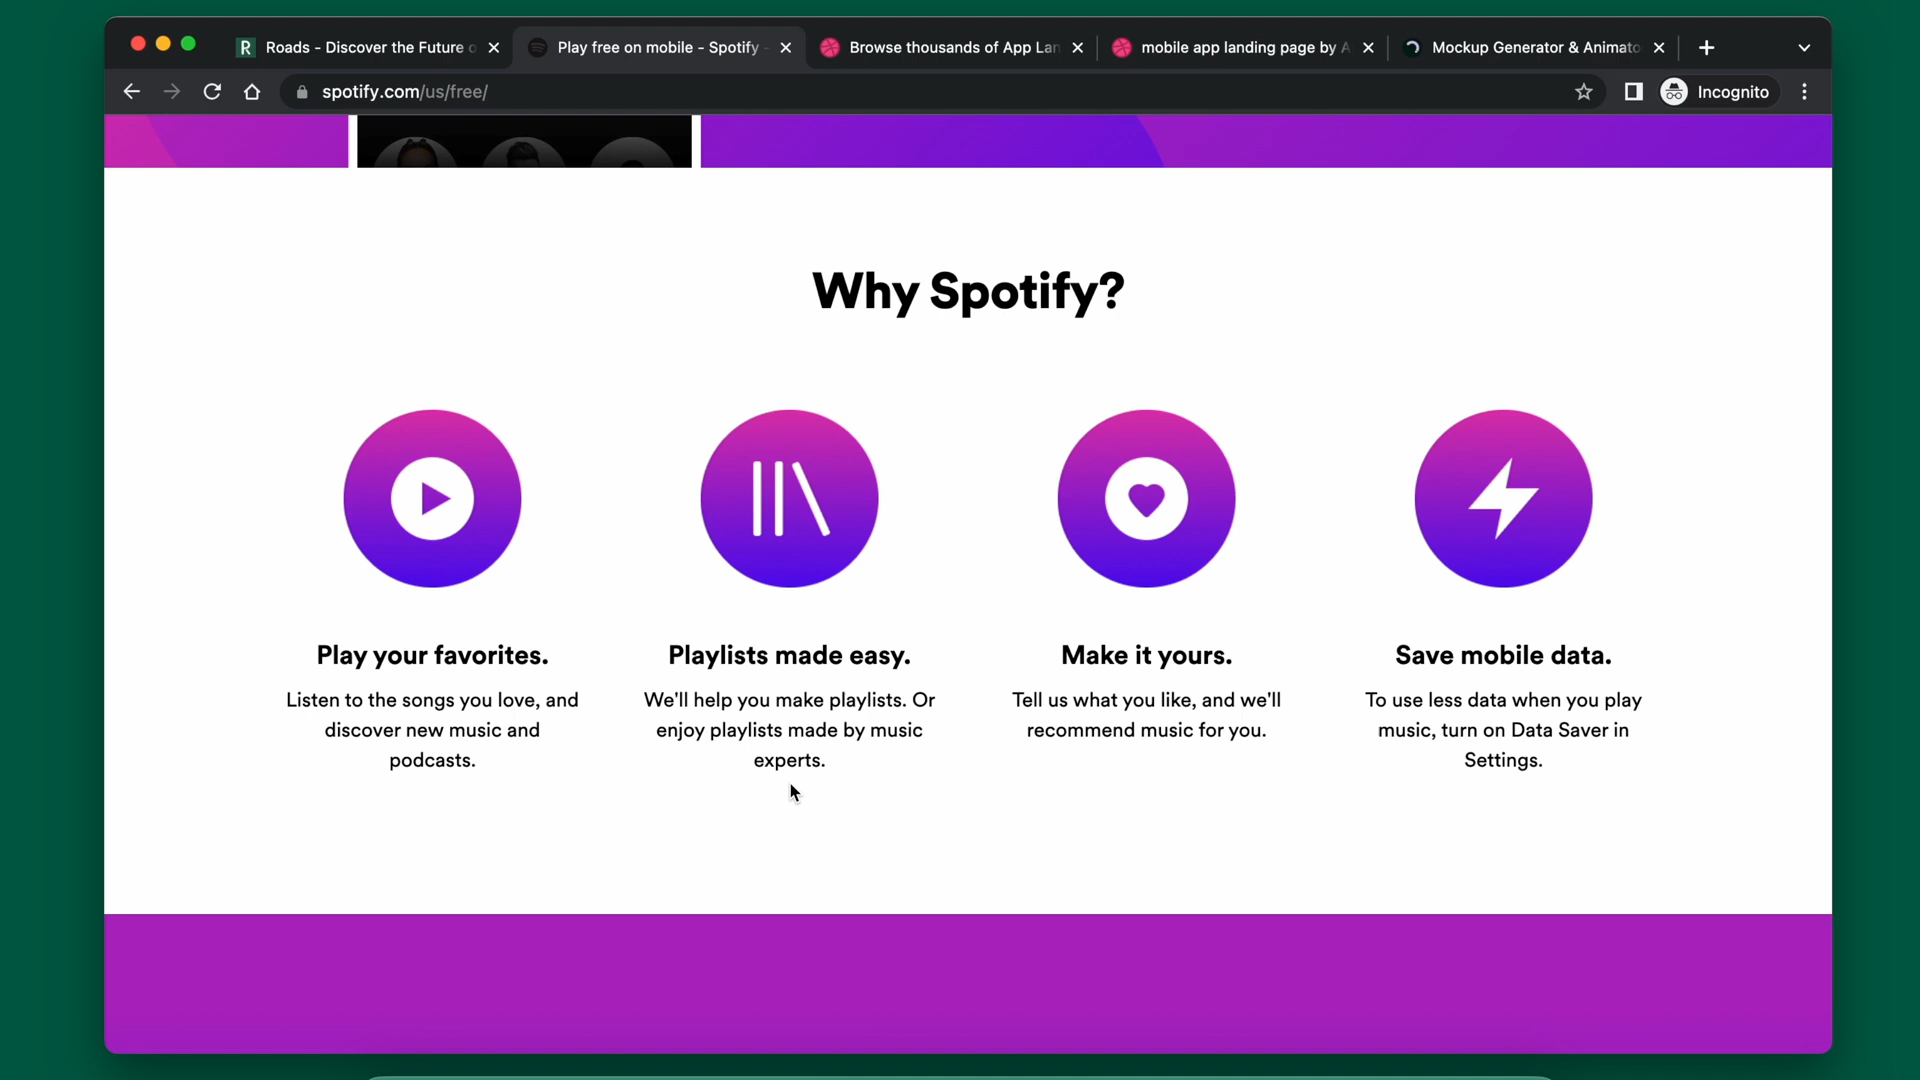 R Roads - Discover the Future o
Play free on mobile - Spotify -
Browse thousands of App Lan
mobile app landing page by A
Mockup Generator & Animato
spotify.com/us/free/
Incognito
Why Spotify?
Play your favorites.
Listen to the songs you love, and
discover new music and
podcasts.
Playlists made easy.
We'll help you make playlists. Or
enjoy playlists made by music
experts.
Make it yours.
Tell us what you like, and we'll
recommend music for you.
Save mobile data.
To use less data when you play
music, turn on Data Saver in
Settings.